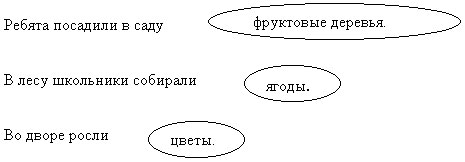 Ребята посадили в саду фруктовые деревья.
В лесу школьники собирали ягоды.
Во дворе росли цветы.